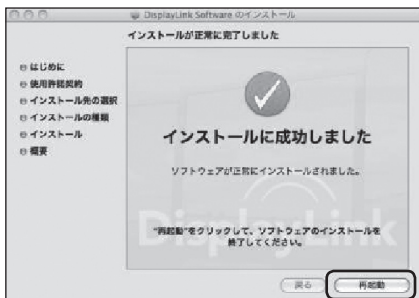 DisplayLink Software のインストール
インストールが正常に完了しました
はじめに
使用許諾契約
インストール先の選択
インストールの種類
インストール
概要
インストールに成功しました
ソフトウェアが正常にインストールされました。
"再起動"をクリックして、ソフトウェアのインストールを
終了してください。
DisplayLink
戻る
再起動